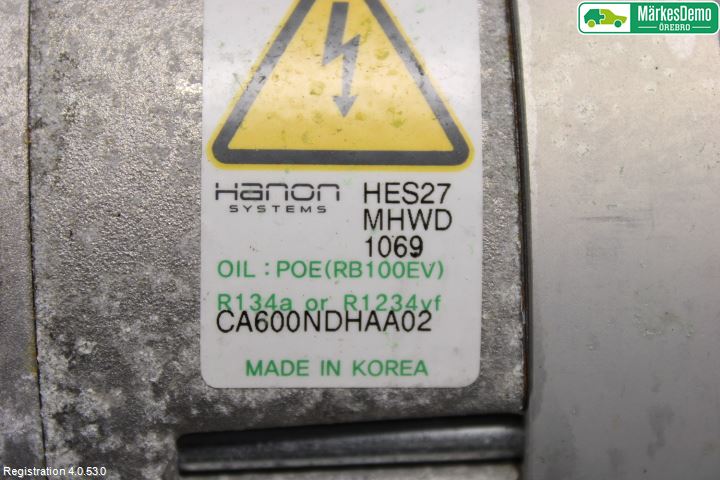 MärkesDemo
ÖREBRO
Hanon HES27
SYSTEMS MHWD
1069
OIL : POE(RB100EV)
R134a or R1234yf
CA600NDHAA02
MADE IN KOREA
Registration 4.0.53.0